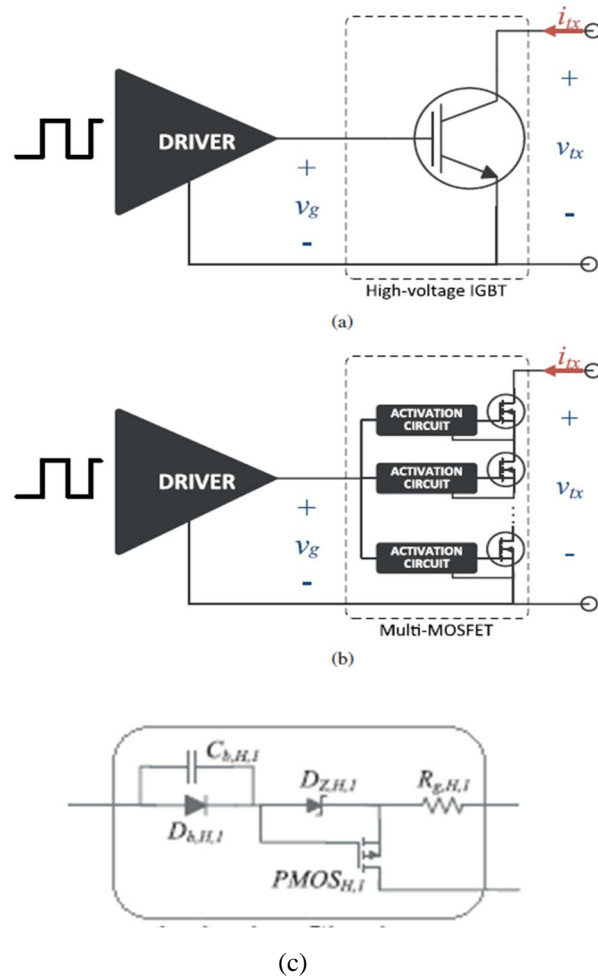 i_tx
DRIVER
+
v_g
-
+
v_tx
-
High-voltage IGBT
(a)
i_tx
DRIVER
+
v_g
-
ACTIVATION
CIRCUIT
ACTIVATION
CIRCUIT
ACTIVATION
CIRCUIT
+
v_tx
-
Multi-MOSFET
(b)
C_b,H,1
D_Z,H,1
R_g,H,1
D_b,H,1
PMOS_H,1
(c)